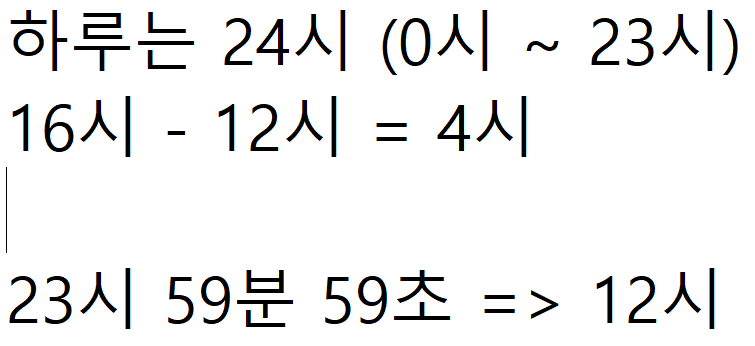 하루는 24시 (0시 ~ 23시)
16시 - 12시 = 4시
23시 59분 59초 => 12시